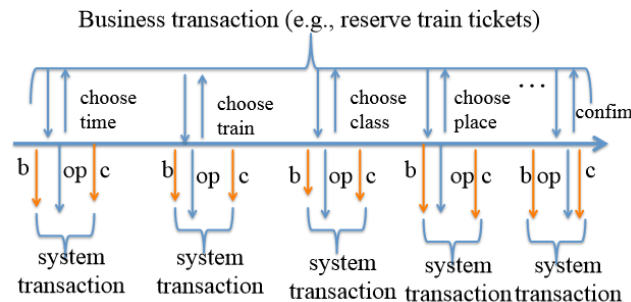 Business transaction (e.g., reserve train tickets)
choose time
choose train
choose class
choose place
...
confim
b op c
b op c
b op c
b op c
b op c
system transaction
system transaction
system transaction
system transaction
system transaction